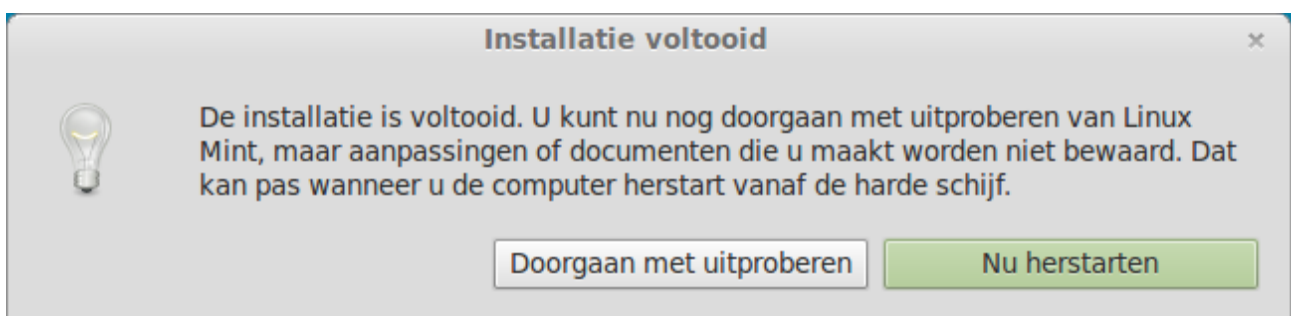 Installatie voltooid
De installatie is voltooid. U kunt nu nog doorgaan met uitproberen van Linux
Mint, maar aanpassingen of documenten die u maakt worden niet bewaard. Dat
kan pas wanneer u de computer herstart vanaf de harde schijf.
Doorgaan met uitproberen
Nu herstarten